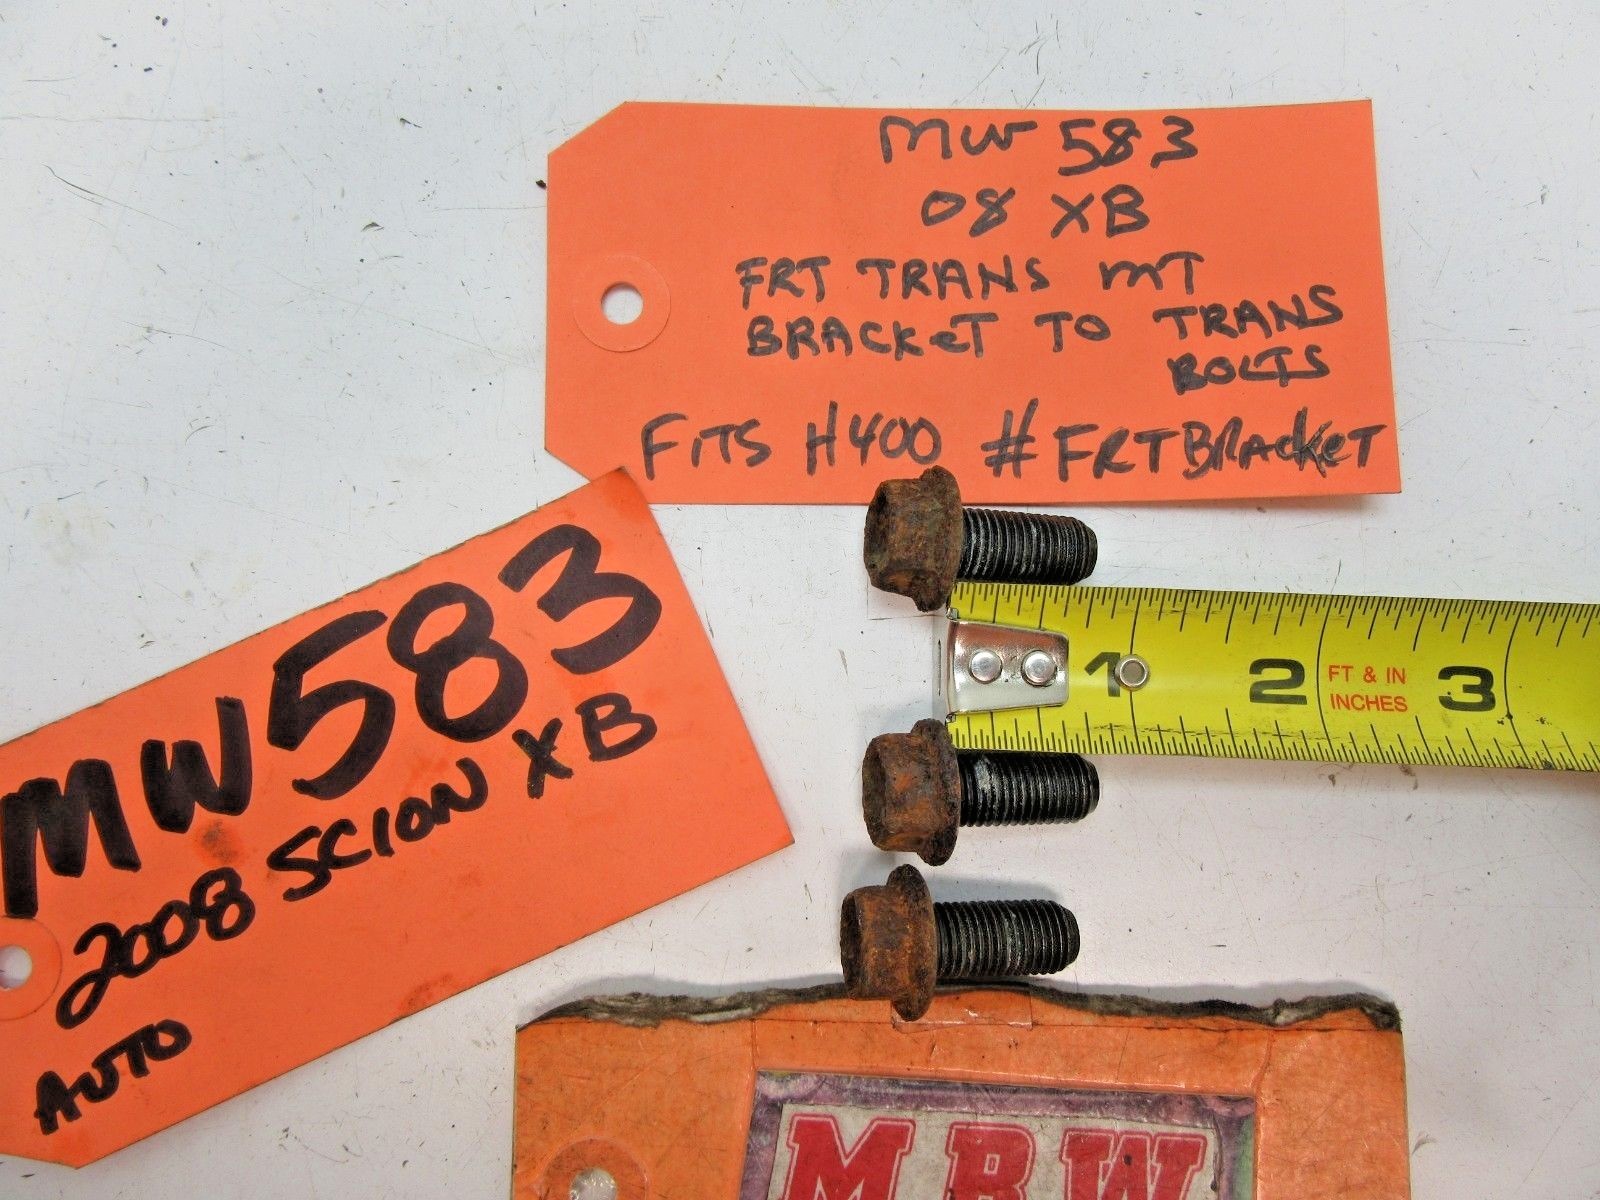 MW 583
08 XB
FRT TRANS MT
BRACKET TO TRANS
BOLTS
FITS H400 #FRTBRACKET
MW583
2008 SCION XB
AUTO
1 2 FT & IN 3
INCHES
MBW